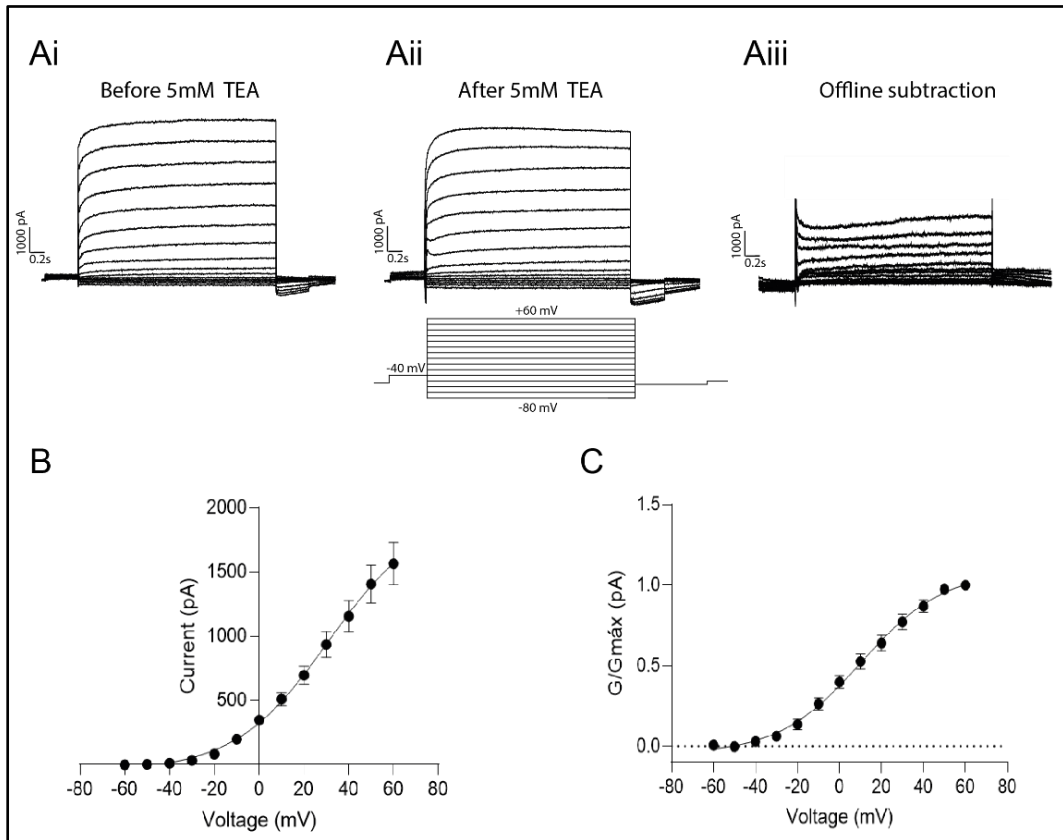 Ai
Before 5mM TEA
1000 pA
0.2s
Aii
After 5mM TEA
1000 pA
0.2s
+60 mV
-40 mV
-80 mV
Aiii
Offline subtraction
1000 pA
0.2s
B
2000
1500
1000
500
-80 -60 -40 -20 0 20 40 60 80
Current (pA)
Voltage (mV)
C
1.5
1.0
0.5
0.0
-80 -60 -40 -20 0 20 40 60 80
G/Gmáx (pA)
Voltage (mV)